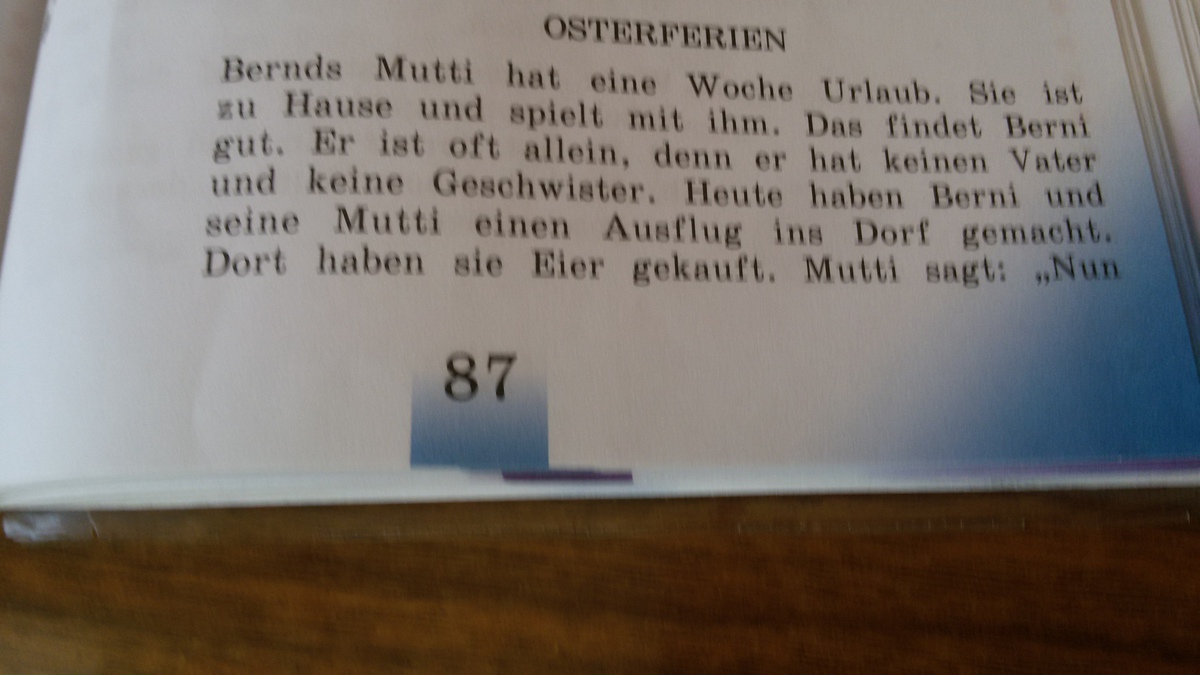 OSTERFERIEN
Bernds Mutti hat eine Woche Urlaub. Sie ist
zu Hause und spielt mit ihm. Das findet Berni
gut. Er ist oft allein, denn er hat keinen Vater
und keine Geschwister. Heute haben Berni und
seine Mutti einen Ausflug ins Dorf gemacht.
Dort haben sie Eier gekauft. Mutti sagt: „Nun
87